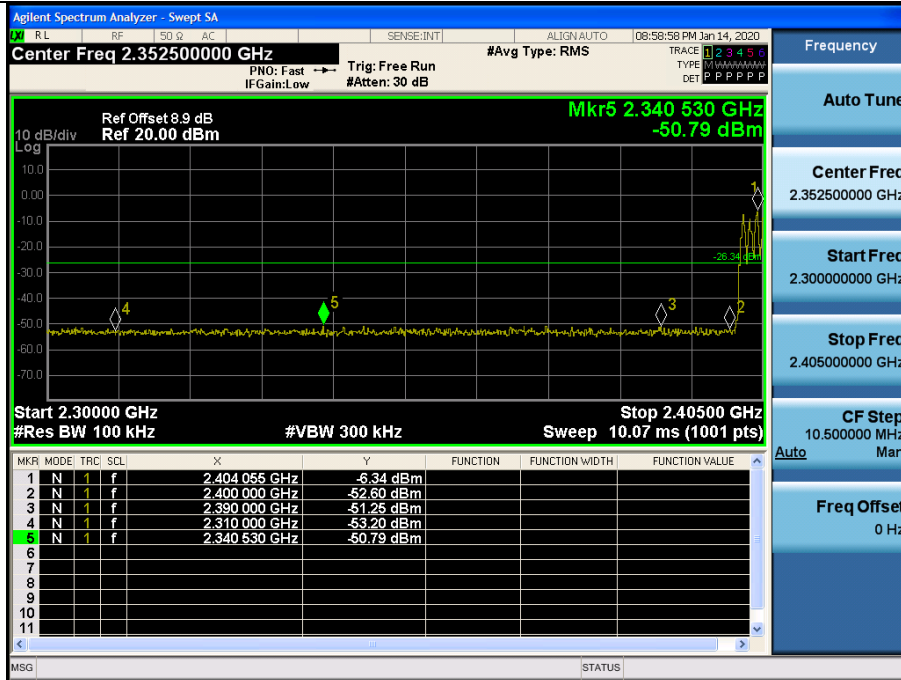 Agilent Spectrum Analyzer - Swept SA
LXI RL RF 50 Ω AC SENSE:INT ALIGN AUTO 08:58:58 PM Jan 14, 2020
Center Freq 2.352500000 GHz
#Avg Type: RMS
TRACE 1 2 3 4 5 6
PNO: Fast Trig: Free Run
TYPE M
IFGain:Low #Atten: 30 dB
DET P P P P P P
Mkr5 2.340 530 GHz
-50.79 dBm
Ref Offset 8.9 dB
10 dB/div Ref 20.00 dBm
Log
10.0
0.00
-10.0
-20.0
-30.0
-40.0
-50.0
-60.0
-70.0
1
-26.34 dBm
4
5
3
2
Start 2.30000 GHz Stop 2.40500 GHz
#Res BW 100 kHz #VBW 300 kHz Sweep 10.07 ms (1001 pts)
MKR MODE TRC SCL X Y FUNCTION FUNCTION WIDTH FUNCTION VALUE
1 N 1 f 2.404 055 GHz -6.34 dBm
2 N 1 f 2.400 000 GHz -52.60 dBm
3 N 1 f 2.390 000 GHz -51.25 dBm
4 N 1 f 2.310 000 GHz -53.20 dBm
5 N 1 f 2.340 530 GHz -50.79 dBm
6
7
8
9
10
11
MSG STATUS
Frequency
Auto Tune
Center Freq
2.352500000 GHz
Start Freq
2.300000000 GHz
Stop Freq
2.405000000 GHz
CF Step
10.500000 MHz
Auto Man
Freq Offset
0 Hz